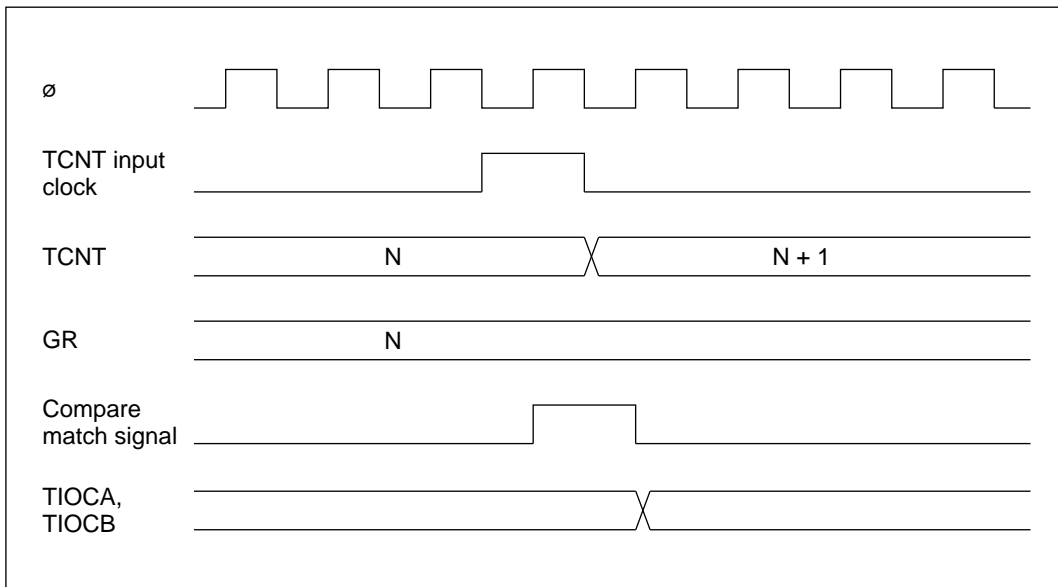 ø
TCNT input
clock
TCNT
N
N + 1
GR
N
Compare
match signal
TIOCA,
TIOCB